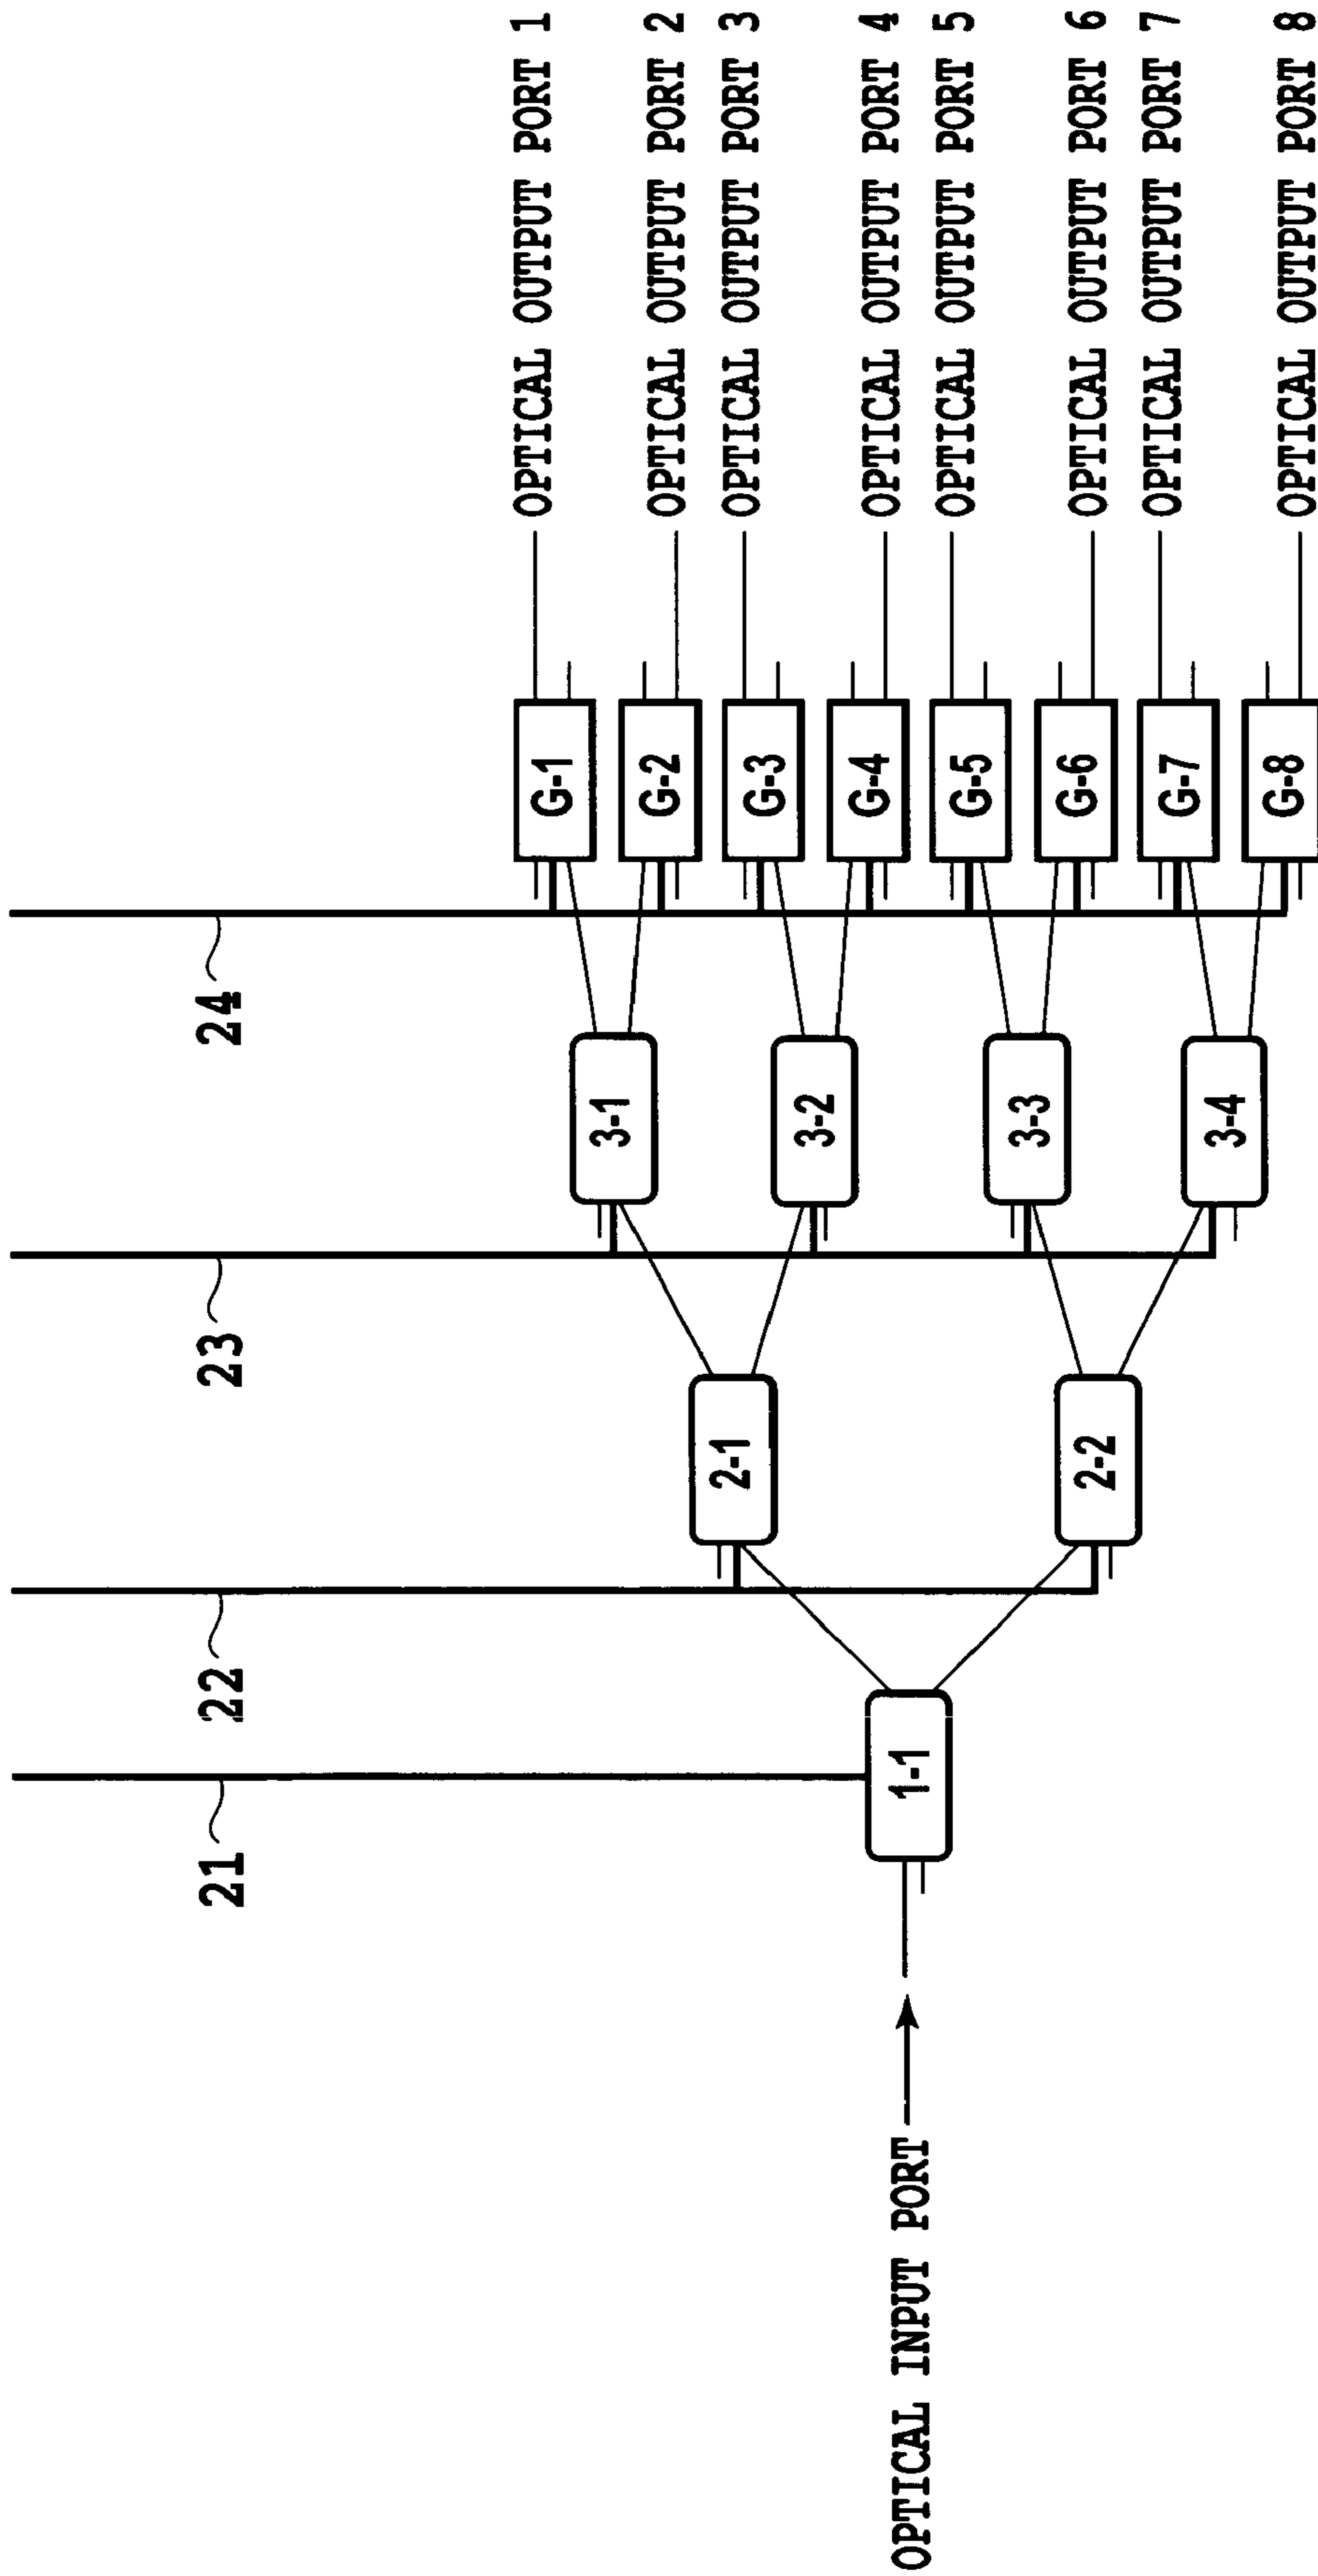 OPTICAL INPUT PORT
21
22
23
24
1-1
2-1
2-2
3-1
3-2
3-3
3-4
G-1
G-2
G-3
G-4
G-5
G-6
G-7
G-8
OPTICAL OUTPUT PORT 1
OPTICAL OUTPUT PORT 2
OPTICAL OUTPUT PORT 3
OPTICAL OUTPUT PORT 4
OPTICAL OUTPUT PORT 5
OPTICAL OUTPUT PORT 6
OPTICAL OUTPUT PORT 7
OPTICAL OUTPUT PORT 8